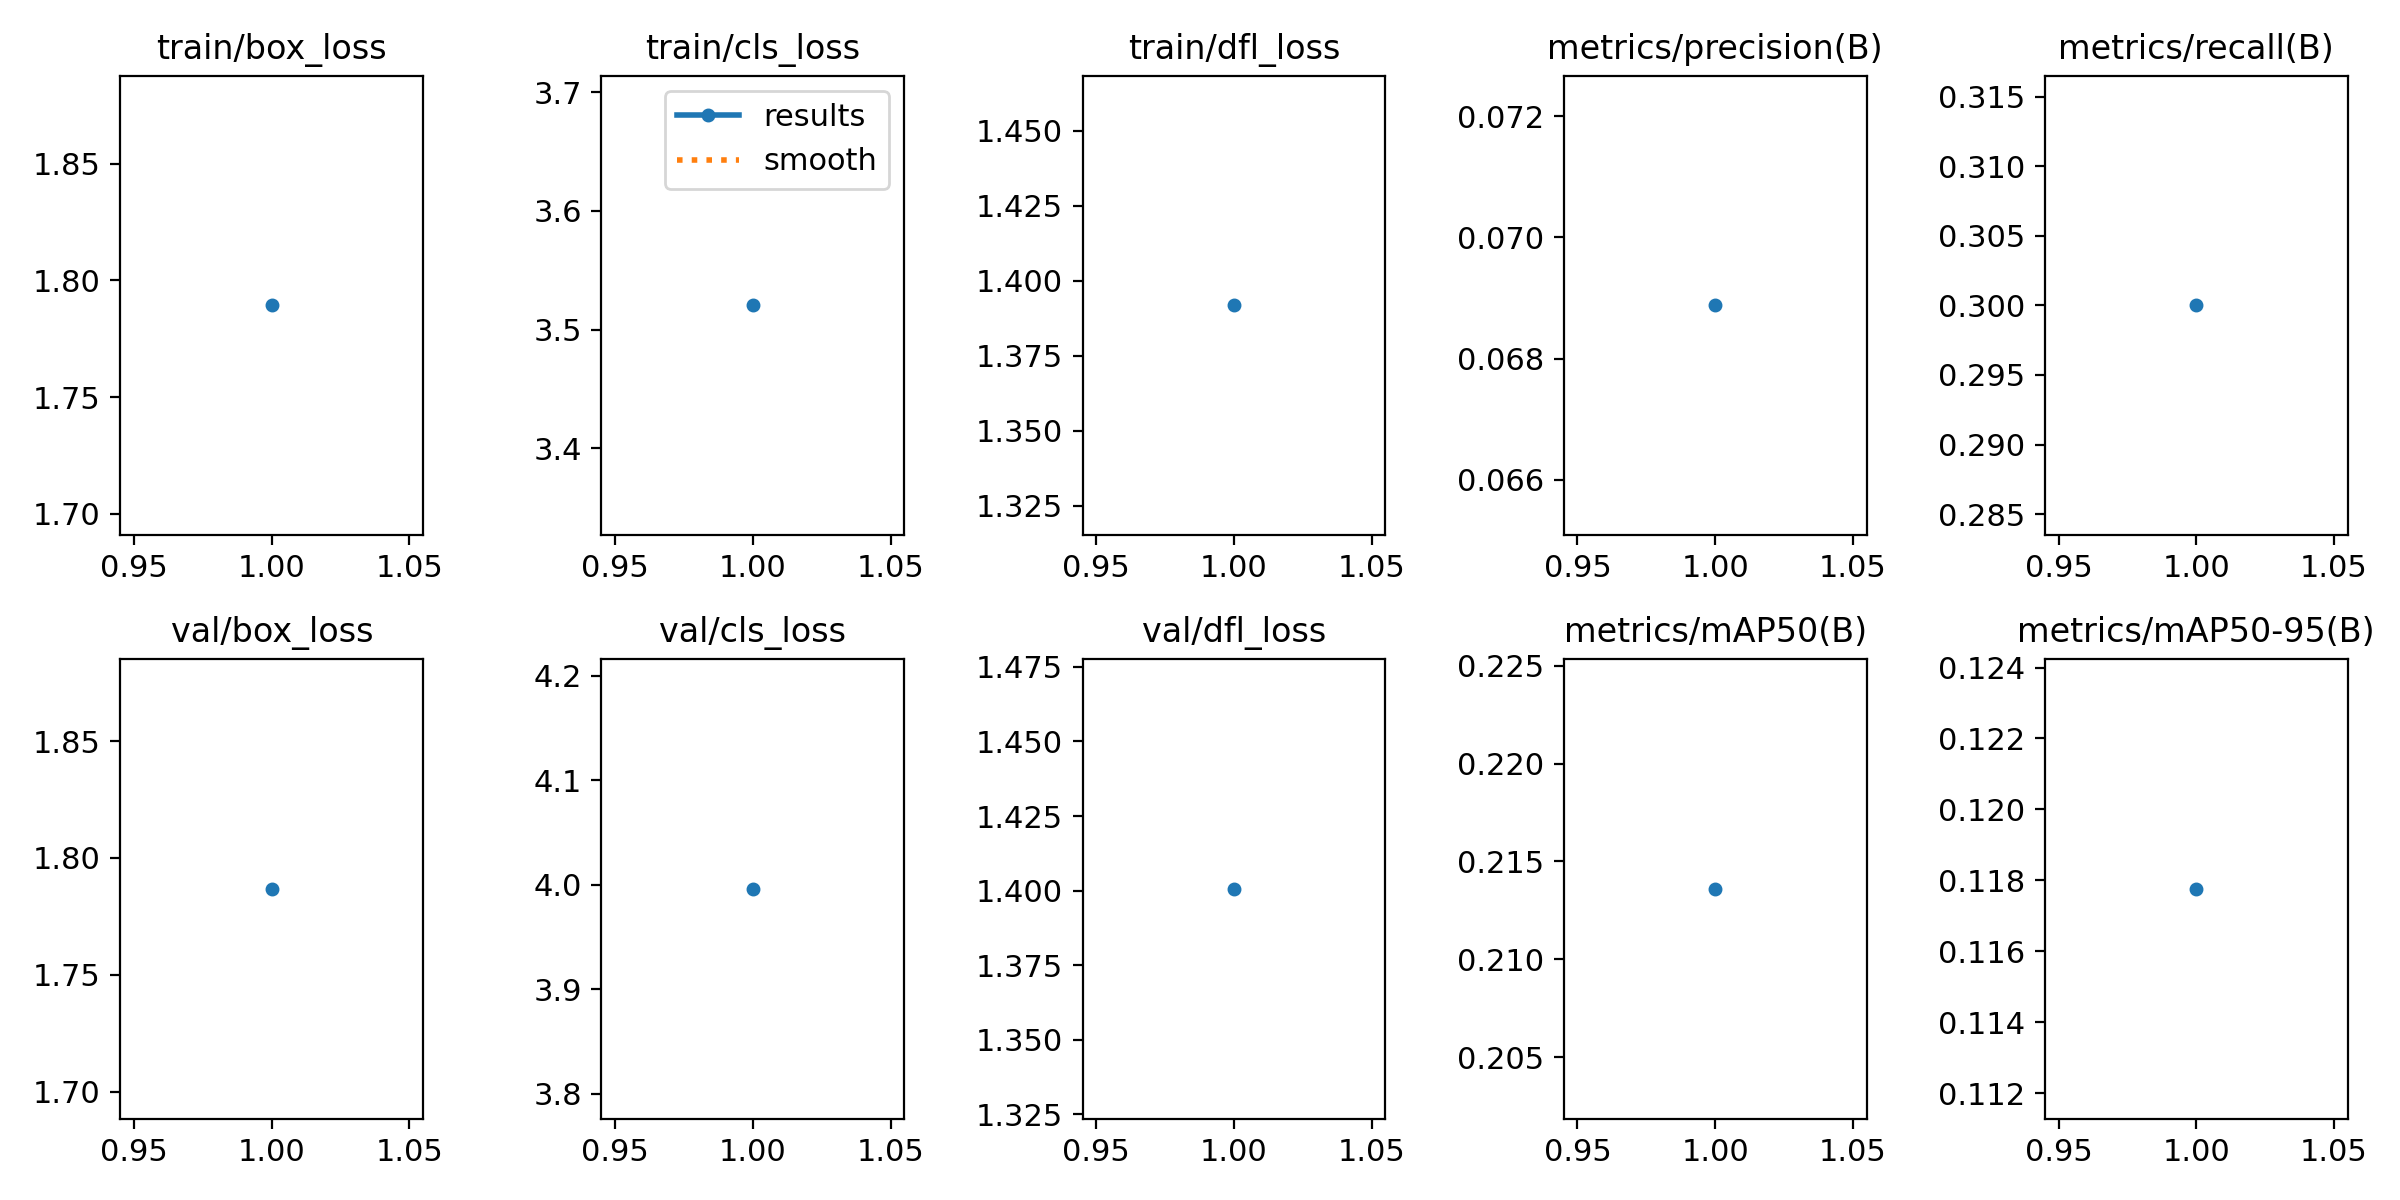 train/box_loss
1.85
1.80
1.75
1.70
0.95 1.00 1.05
train/cls_loss
results
smooth
3.7
3.6
3.5
3.4
0.95 1.00 1.05
train/dfl_loss
1.450
1.425
1.400
1.375
1.350
1.325
0.95 1.00 1.05
metrics/precision(B)
0.072
0.070
0.068
0.066
0.95 1.00 1.05
metrics/recall(B)
0.315
0.310
0.305
0.300
0.295
0.290
0.285
0.95 1.00 1.05
val/box_loss
1.85
1.80
1.75
1.70
0.95 1.00 1.05
val/cls_loss
4.2
4.1
4.0
3.9
3.8
0.95 1.00 1.05
val/dfl_loss
1.475
1.450
1.425
1.400
1.375
1.350
1.325
0.95 1.00 1.05
metrics/mAP50(B)
0.225
0.220
0.215
0.210
0.205
0.95 1.00 1.05
metrics/mAP50-95(B)
0.124
0.122
0.120
0.118
0.116
0.114
0.112
0.95 1.00 1.05